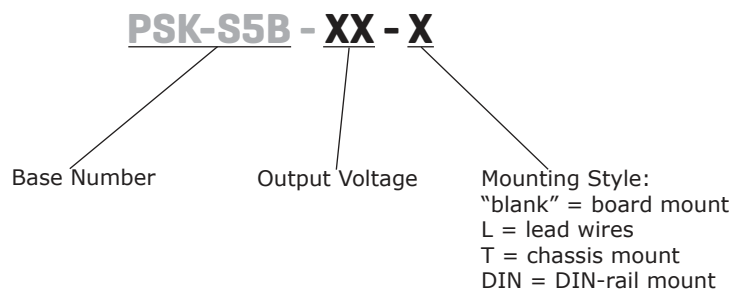 PSK-S5B - XX - X
Base Number
Output Voltage
Mounting Style:
“blank” = board mount
L = lead wires
T = chassis mount
DIN = DIN-rail mount